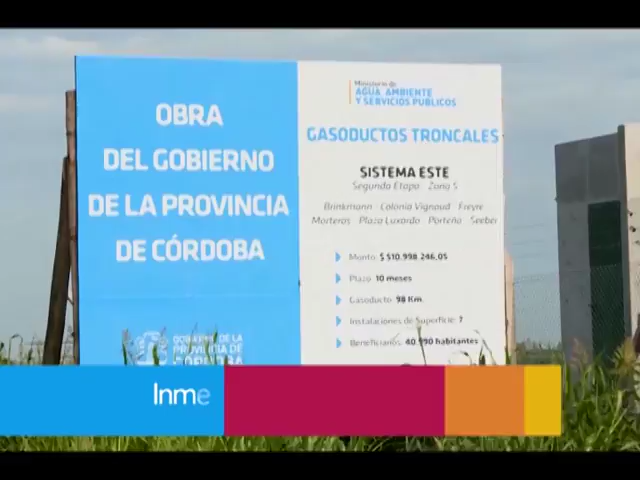 OBRA
DEL GOBIERNO
DE LA PROVINCIA
DE CÓRDOBA
GOBIERNO DE LA
PROVINCIA DE
CÓRDOBA
Ministerio de
AGUA, AMBIENTE
Y SERVICIOS PÚBLICOS
GASODUCTOS TRONCALES
SISTEMA ESTE
Segunda Etapa Zona 5
Brinkmann Colonia Vignaud Freyre
Morteros Plaza Luxardo Porteña Seeber
Monto: $ 510.998.246,05
Plazo: 10 meses
Gasoducto: 98 Km.
Instalaciones de Superficie: 7
Beneficiarios: 40.990 habitantes
Inme